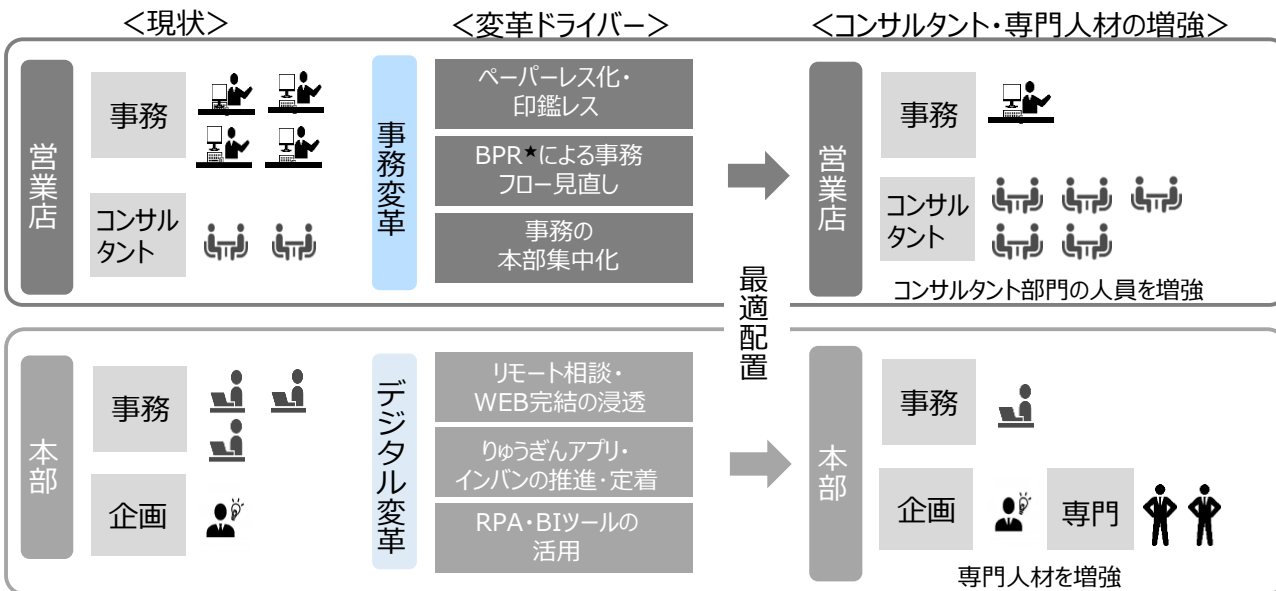 ＜現状＞
＜変革ドライバー＞
＜コンサルタント・専門人材の増強＞
営業店
事務
コンサル
タント
事務変革
ペーパーレス化・
印鑑レス
BPR★による事務
フロー見直し
事務の
本部集中化
最適配置
営業店
事務
コンサル
タント
コンサルタント部門の人員を増強
本部
事務
企画
デジタル変革
リモート相談・
WEB完結の浸透
りゅうぎんアプリ・
インバンの推進・定着
RPA・BIツールの
活用
本部
事務
企画
専門
専門人材を増強